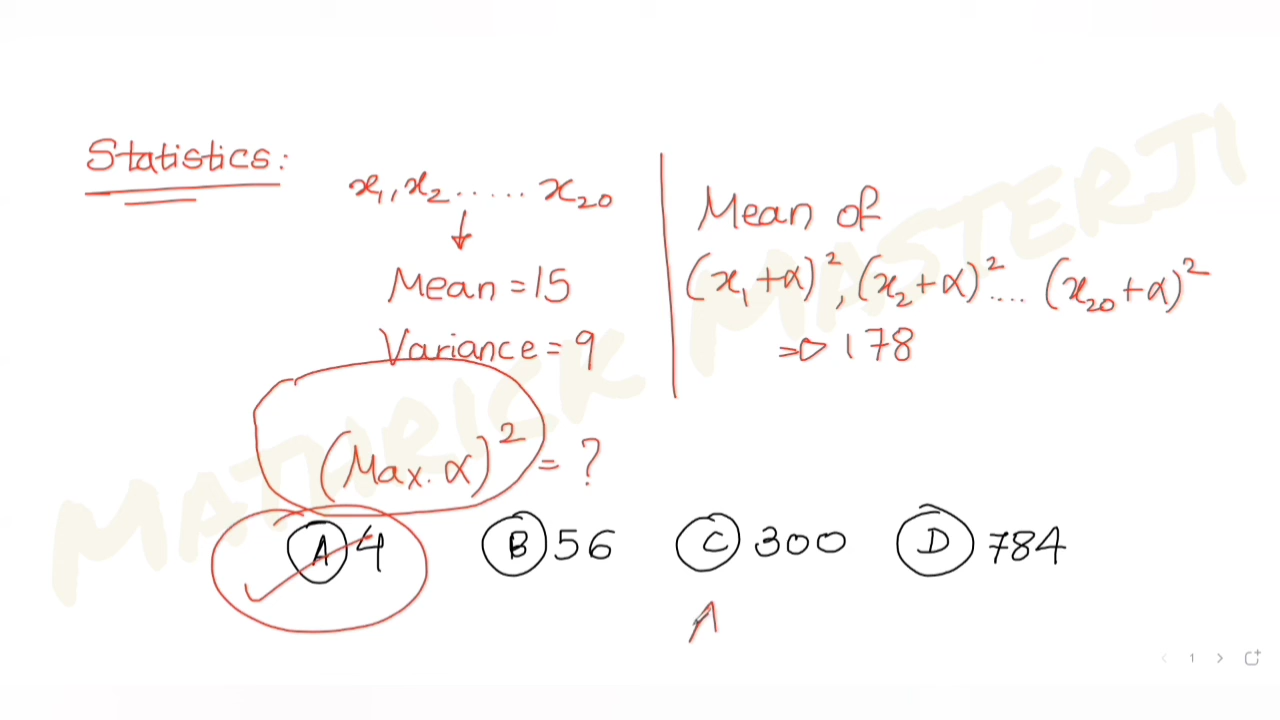 Statistics:
x₁, x₂ ...... x₂₀
↓
Mean = 15
Variance = 9
Mean of
(x₁+α)², (x₂+α)² .... (x₂₀+α)²
⇒ 178
(Max. α)² = ?
(A) 4 (B) 56 (C) 300 (D) 784
MATHRICK MASTERJI
1